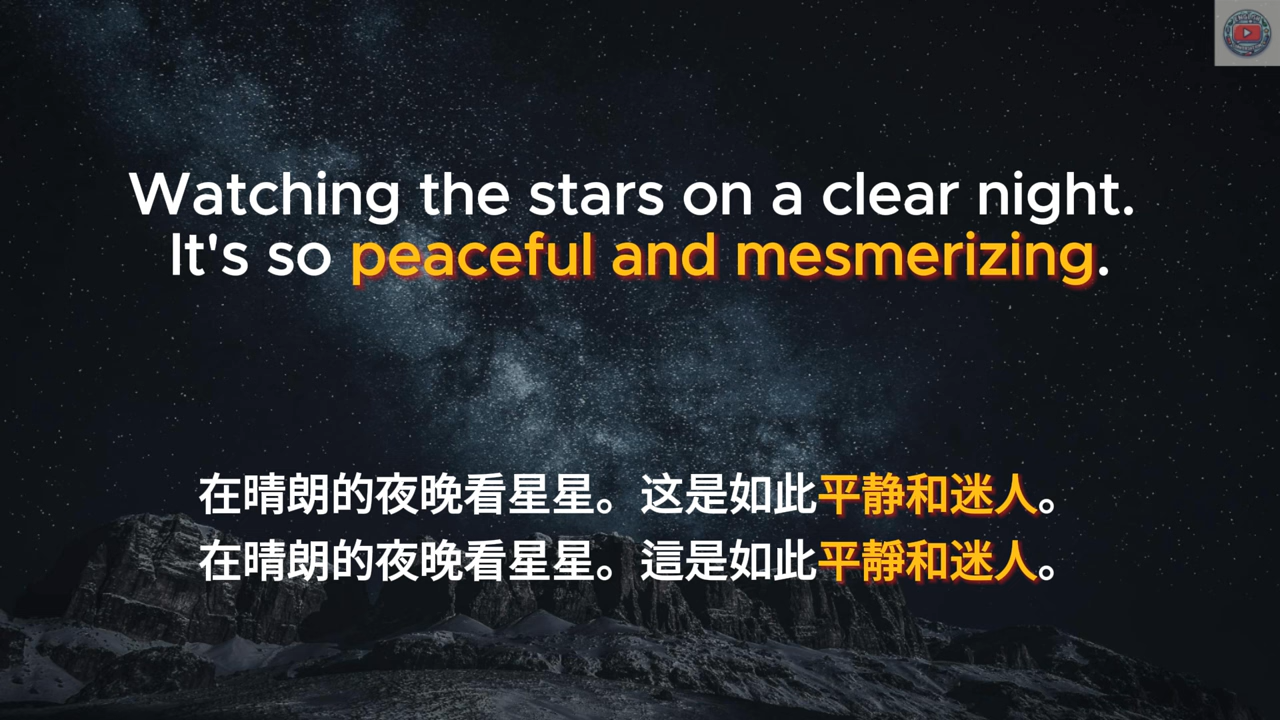 Watching the stars on a clear night.
It's so peaceful and mesmerizing.
在晴朗的夜晚看星星。这是如此平静和迷人。
在晴朗的夜晚看星星。這是如此平靜和迷人。